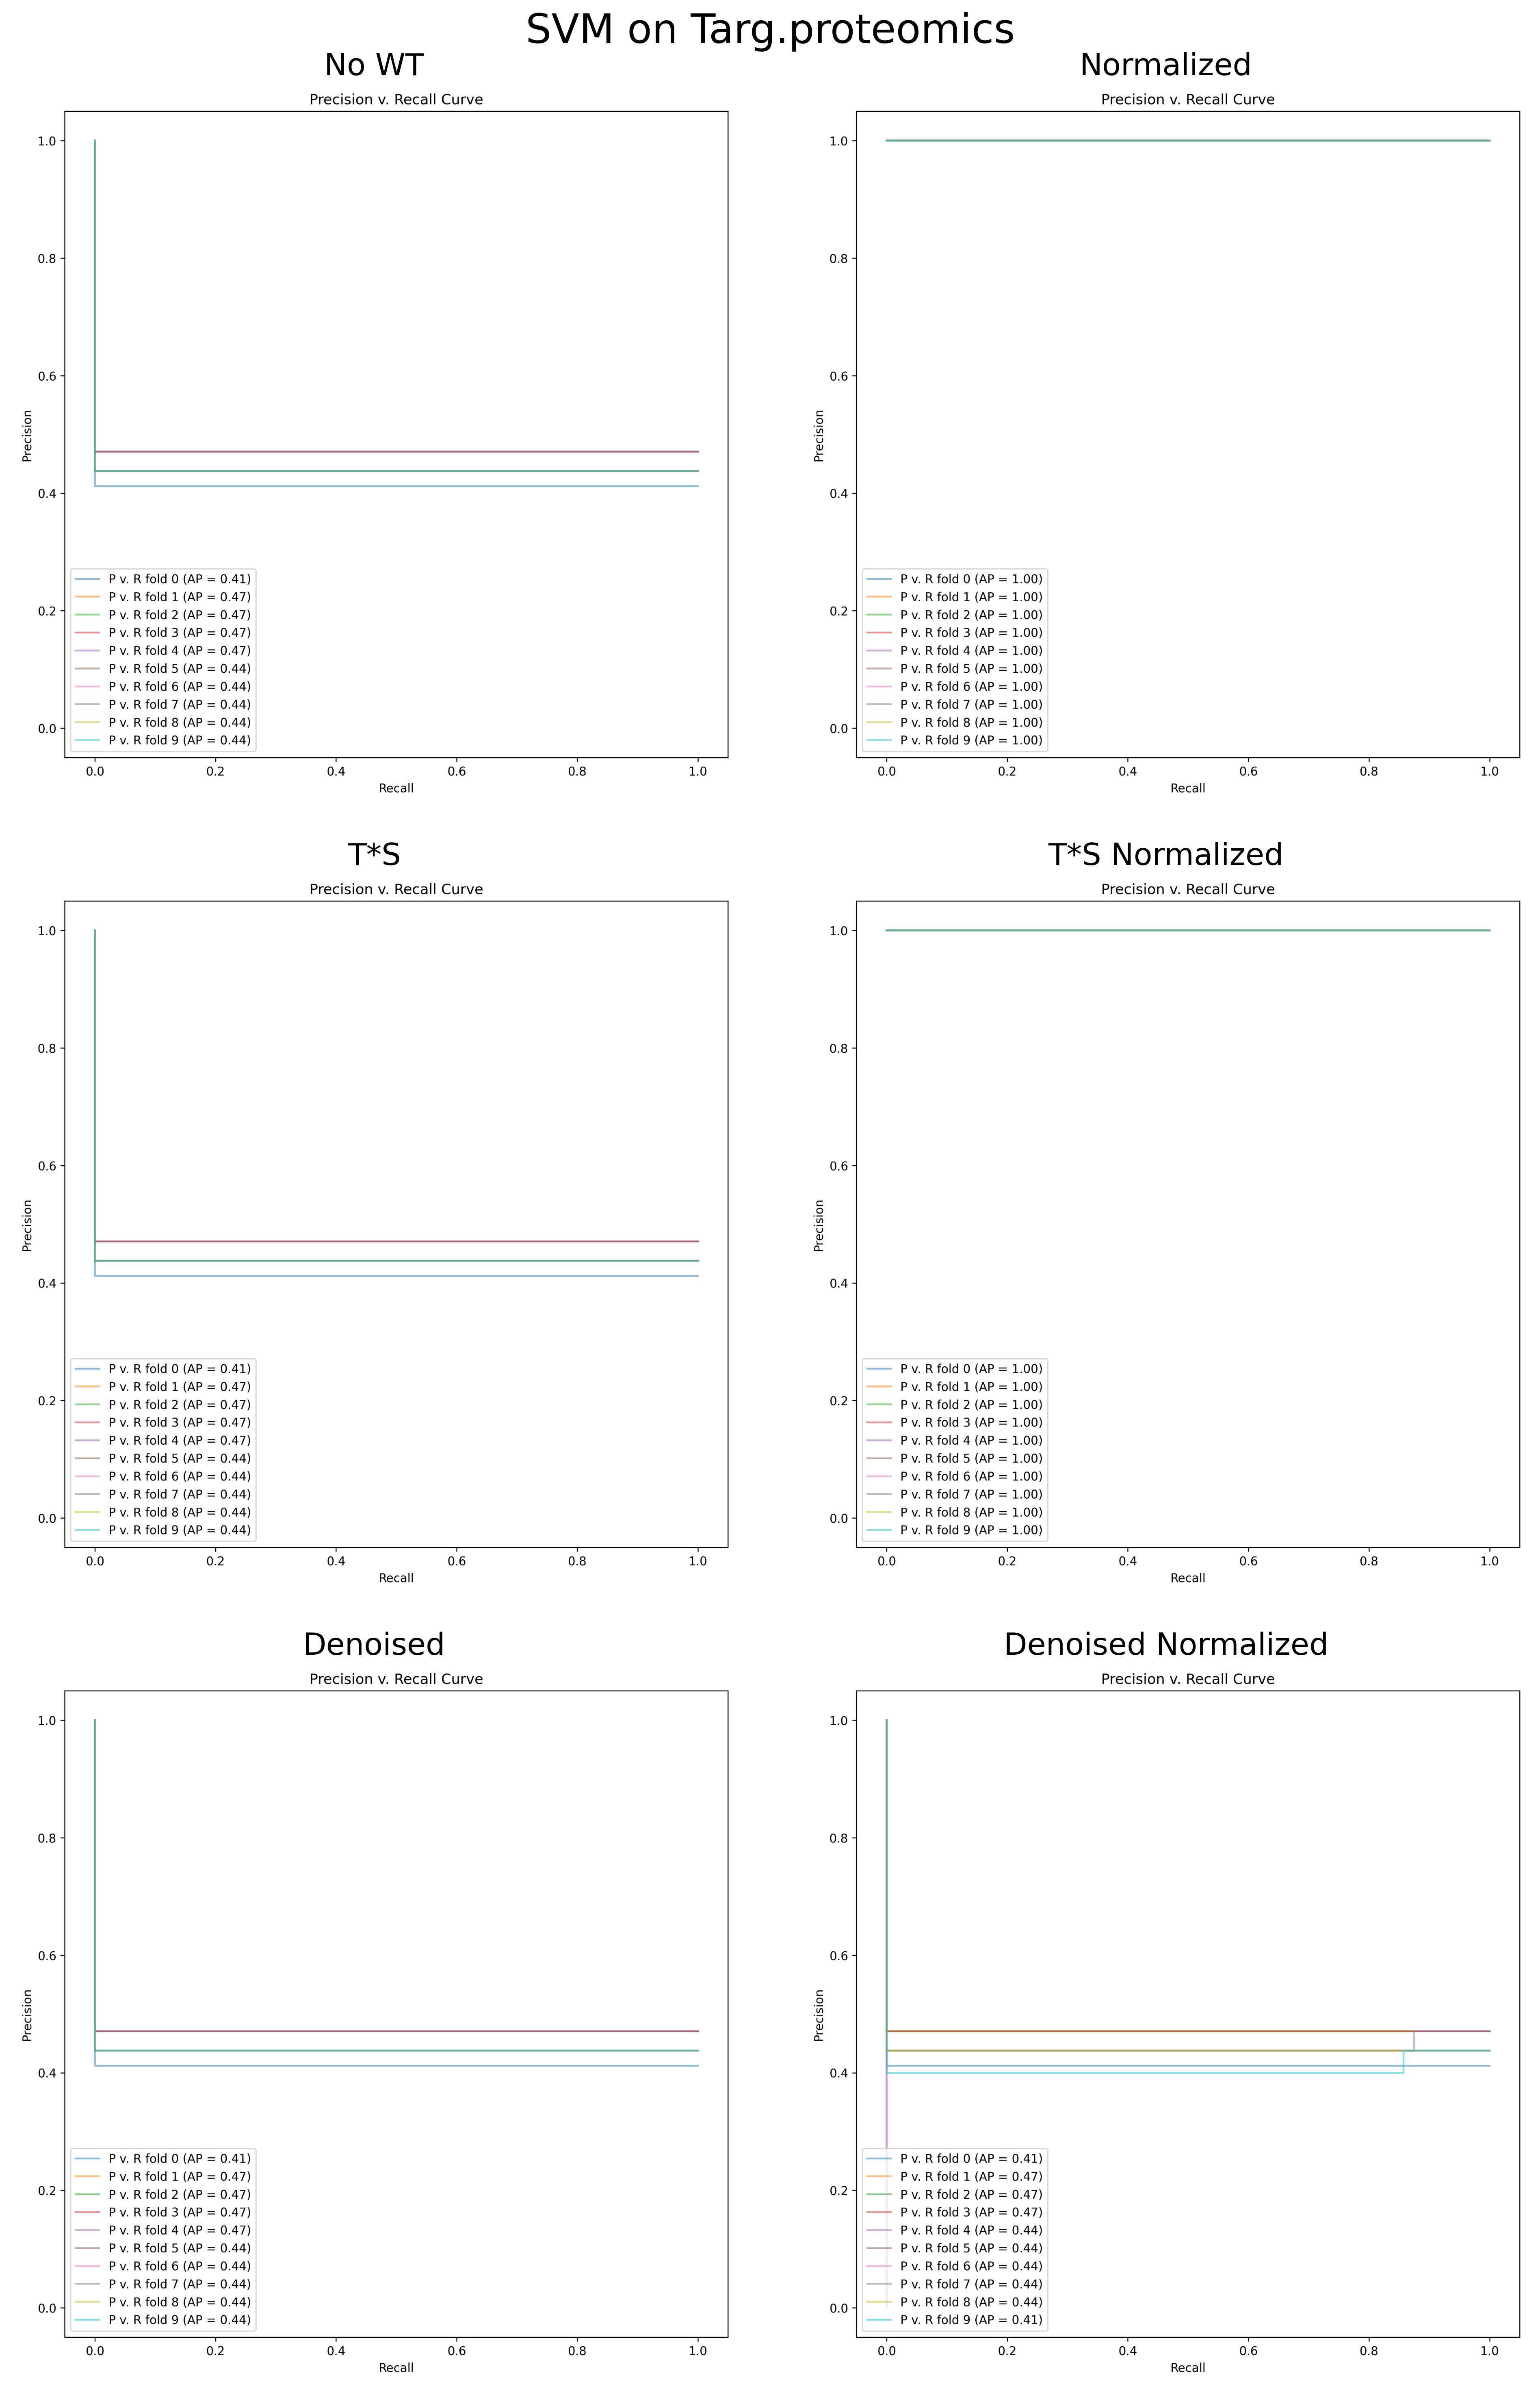 SVM on Targ.proteomics
No WT
Precision v. Recall Curve
1.0
0.8
0.6
0.4
0.2
0.0
Precision
P v. R fold 0 (AP = 0.41)
P v. R fold 1 (AP = 0.47)
P v. R fold 2 (AP = 0.47)
P v. R fold 3 (AP = 0.47)
P v. R fold 4 (AP = 0.47)
P v. R fold 5 (AP = 0.44)
P v. R fold 6 (AP = 0.44)
P v. R fold 7 (AP = 0.44)
P v. R fold 8 (AP = 0.44)
P v. R fold 9 (AP = 0.44)
0.0 0.2 0.4 0.6 0.8 1.0
Recall
Normalized
Precision v. Recall Curve
1.0
0.8
0.6
0.4
0.2
0.0
Precision
P v. R fold 0 (AP = 1.00)
P v. R fold 1 (AP = 1.00)
P v. R fold 2 (AP = 1.00)
P v. R fold 3 (AP = 1.00)
P v. R fold 4 (AP = 1.00)
P v. R fold 5 (AP = 1.00)
P v. R fold 6 (AP = 1.00)
P v. R fold 7 (AP = 1.00)
P v. R fold 8 (AP = 1.00)
P v. R fold 9 (AP = 1.00)
0.0 0.2 0.4 0.6 0.8 1.0
Recall
T*S
Precision v. Recall Curve
1.0
0.8
0.6
0.4
0.2
0.0
Precision
P v. R fold 0 (AP = 0.41)
P v. R fold 1 (AP = 0.47)
P v. R fold 2 (AP = 0.47)
P v. R fold 3 (AP = 0.47)
P v. R fold 4 (AP = 0.47)
P v. R fold 5 (AP = 0.44)
P v. R fold 6 (AP = 0.44)
P v. R fold 7 (AP = 0.44)
P v. R fold 8 (AP = 0.44)
P v. R fold 9 (AP = 0.44)
0.0 0.2 0.4 0.6 0.8 1.0
Recall
T*S Normalized
Precision v. Recall Curve
1.0
0.8
0.6
0.4
0.2
0.0
Precision
P v. R fold 0 (AP = 1.00)
P v. R fold 1 (AP = 1.00)
P v. R fold 2 (AP = 1.00)
P v. R fold 3 (AP = 1.00)
P v. R fold 4 (AP = 1.00)
P v. R fold 5 (AP = 1.00)
P v. R fold 6 (AP = 1.00)
P v. R fold 7 (AP = 1.00)
P v. R fold 8 (AP = 1.00)
P v. R fold 9 (AP = 1.00)
0.0 0.2 0.4 0.6 0.8 1.0
Recall
Denoised
Precision v. Recall Curve
1.0
0.8
0.6
0.4
0.2
0.0
Precision
P v. R fold 0 (AP = 0.41)
P v. R fold 1 (AP = 0.47)
P v. R fold 2 (AP = 0.47)
P v. R fold 3 (AP = 0.47)
P v. R fold 4 (AP = 0.47)
P v. R fold 5 (AP = 0.44)
P v. R fold 6 (AP = 0.44)
P v. R fold 7 (AP = 0.44)
P v. R fold 8 (AP = 0.44)
P v. R fold 9 (AP = 0.44)
0.0 0.2 0.4 0.6 0.8 1.0
Recall
Denoised Normalized
Precision v. Recall Curve
1.0
0.8
0.6
0.4
0.2
0.0
Precision
P v. R fold 0 (AP = 0.41)
P v. R fold 1 (AP = 0.47)
P v. R fold 2 (AP = 0.47)
P v. R fold 3 (AP = 0.47)
P v. R fold 4 (AP = 0.44)
P v. R fold 5 (AP = 0.44)
P v. R fold 6 (AP = 0.44)
P v. R fold 7 (AP = 0.44)
P v. R fold 8 (AP = 0.44)
P v. R fold 9 (AP = 0.41)
0.0 0.2 0.4 0.6 0.8 1.0
Recall